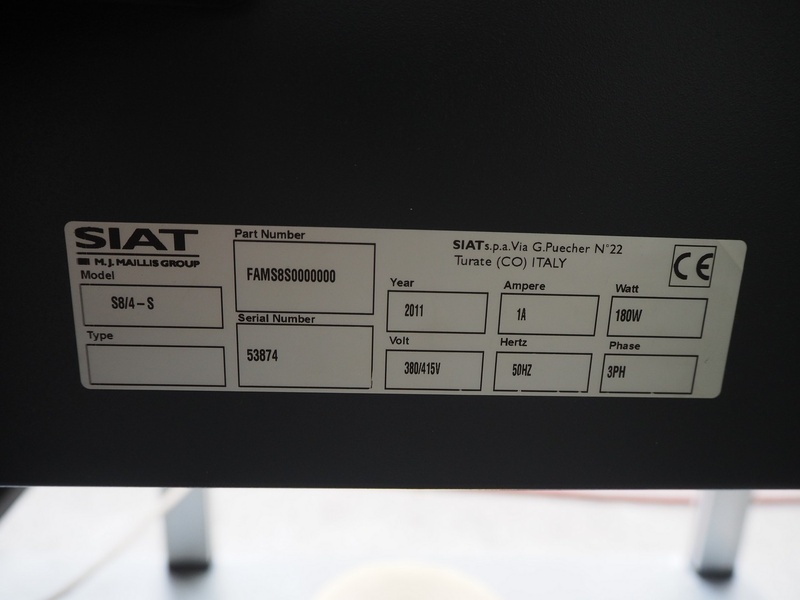 SIAT
M.J. MAILLIS GROUP
Model
S8/4-S
Type
Part Number
FAMS8S0000000
Serial Number
53874
SIAT s.p.a. Via G.Puecher N°22
Turate (CO) ITALY
CE
Year
2011
Ampere
1A
Watt
180W
Volt
380/415V
Hertz
50HZ
Phase
3PH